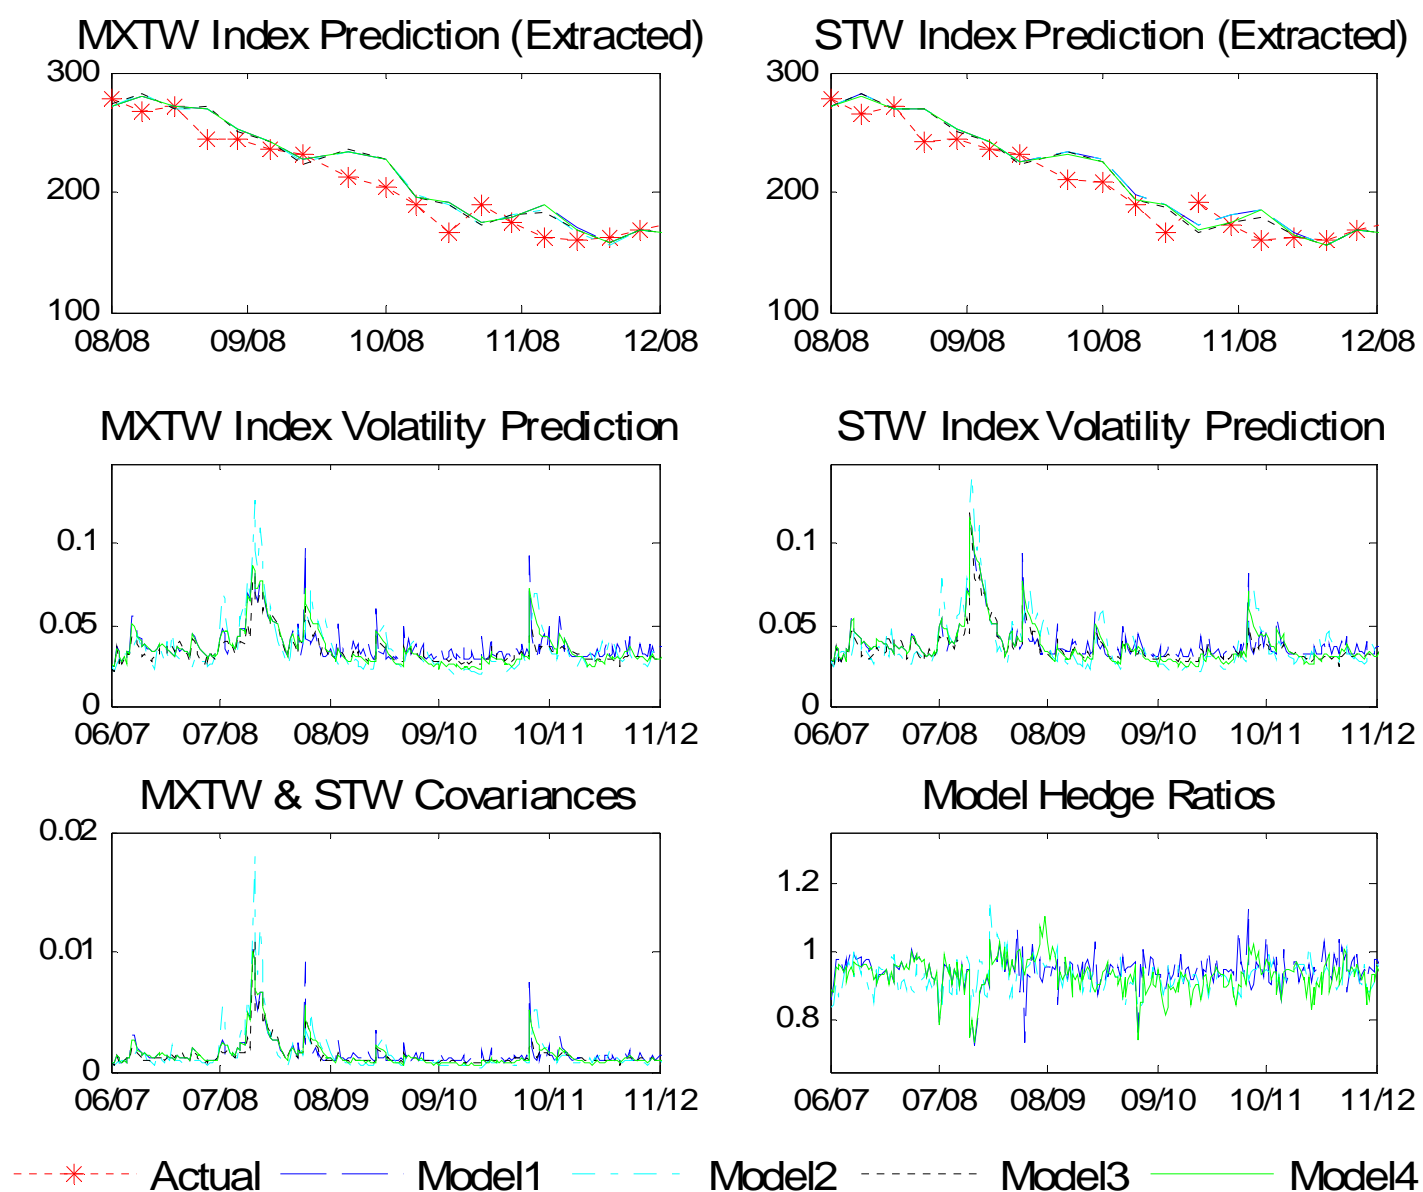 MXTW Index Prediction (Extracted)
300
200
100
08/08 09/08 10/08 11/08 12/08
STW Index Prediction (Extracted)
300
200
100
08/08 09/08 10/08 11/08 12/08
MXTW Index Volatility Prediction
0.1
0.05
0
06/07 07/08 08/09 09/10 10/11 11/12
STW Index Volatility Prediction
0.1
0.05
0
06/07 07/08 08/09 09/10 10/11 11/12
MXTW & STW Covariances
0.02
0.01
0
06/07 07/08 08/09 09/10 10/11 11/12
Model Hedge Ratios
1.2
1
0.8
06/07 07/08 08/09 09/10 10/11 11/12
Actual Model1 Model2 Model3 Model4